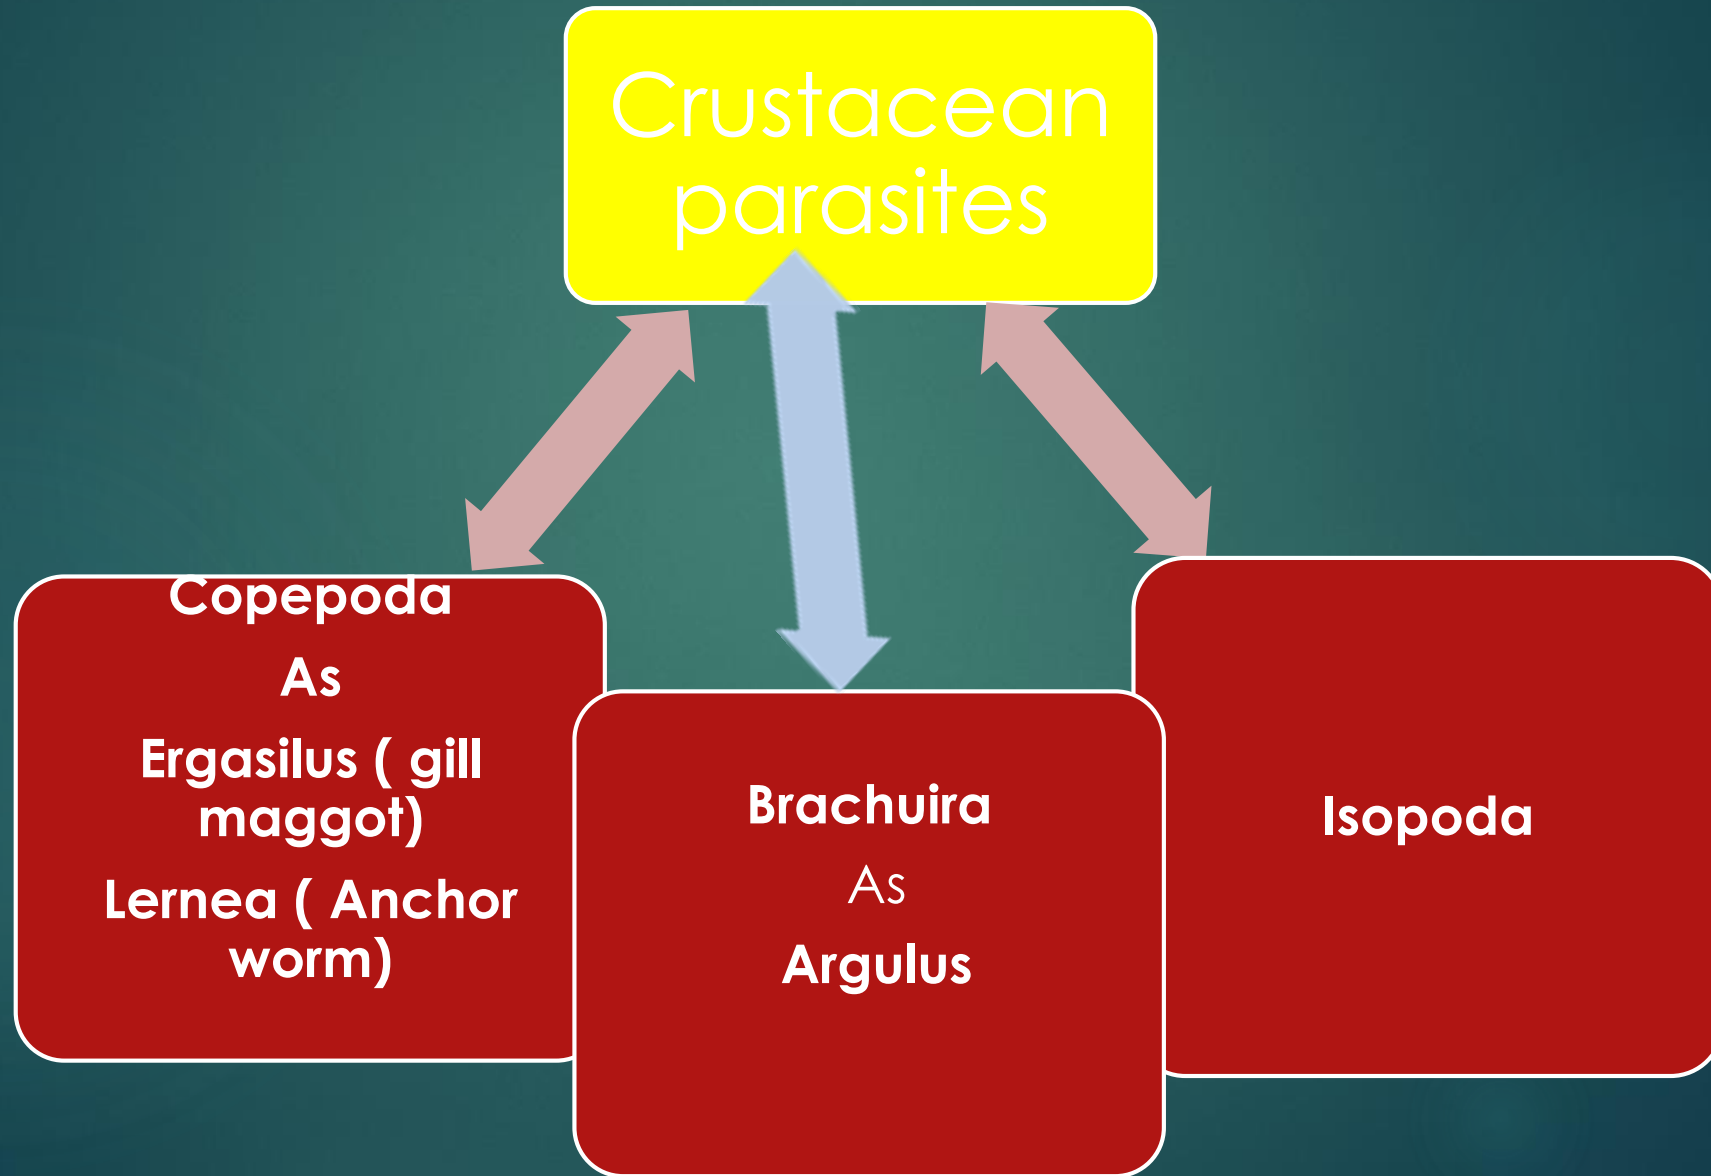 Crustacean
parasites
Copepoda
As
Ergasilus ( gill
maggot)
Lernea ( Anchor
worm)
Brachuira
As
Argulus
Isopoda